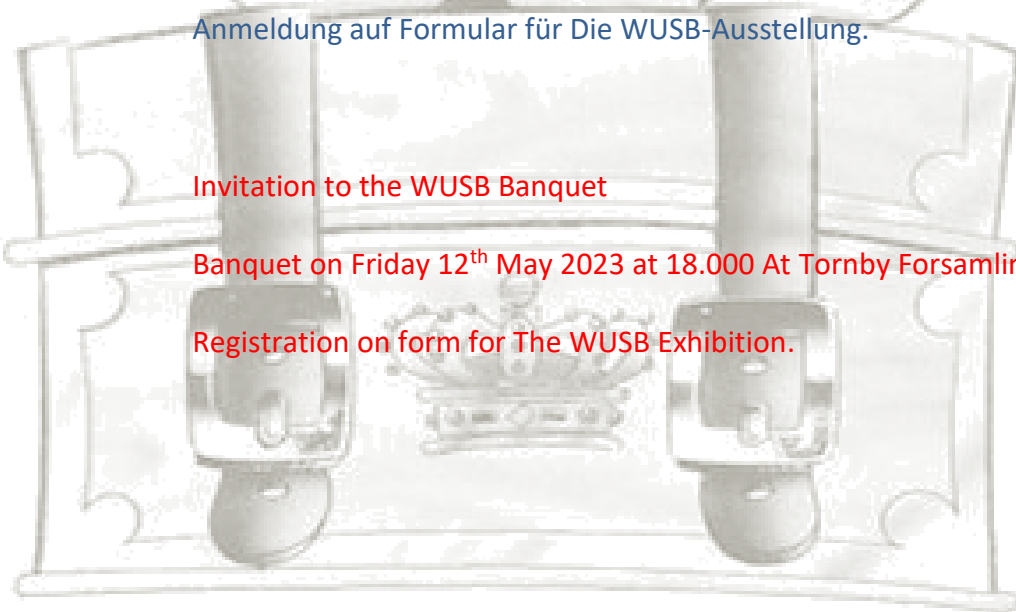 Anmeldung auf Formular für Die WUSB-Ausstellung.
Invitation to the WUSB Banquet
Banquet on Friday 12th May 2023 at 18.000 At Tornby
Registration on form for The WUSB Exhibition.